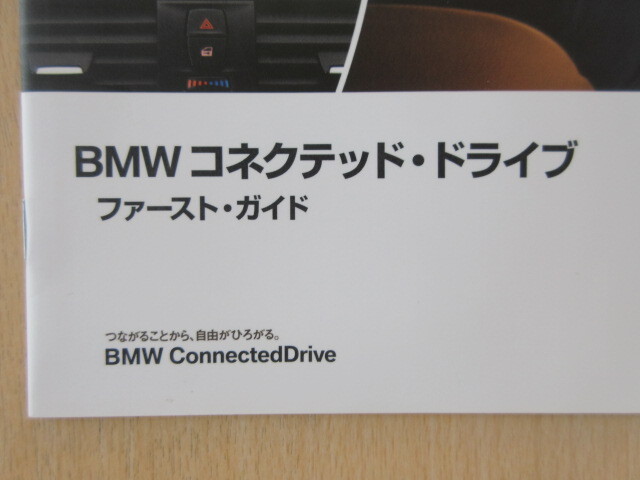 BMW コネクテッド・ドライブ
ファースト・ガイド
つながることから、自由がひろがる。
BMW ConnectedDrive